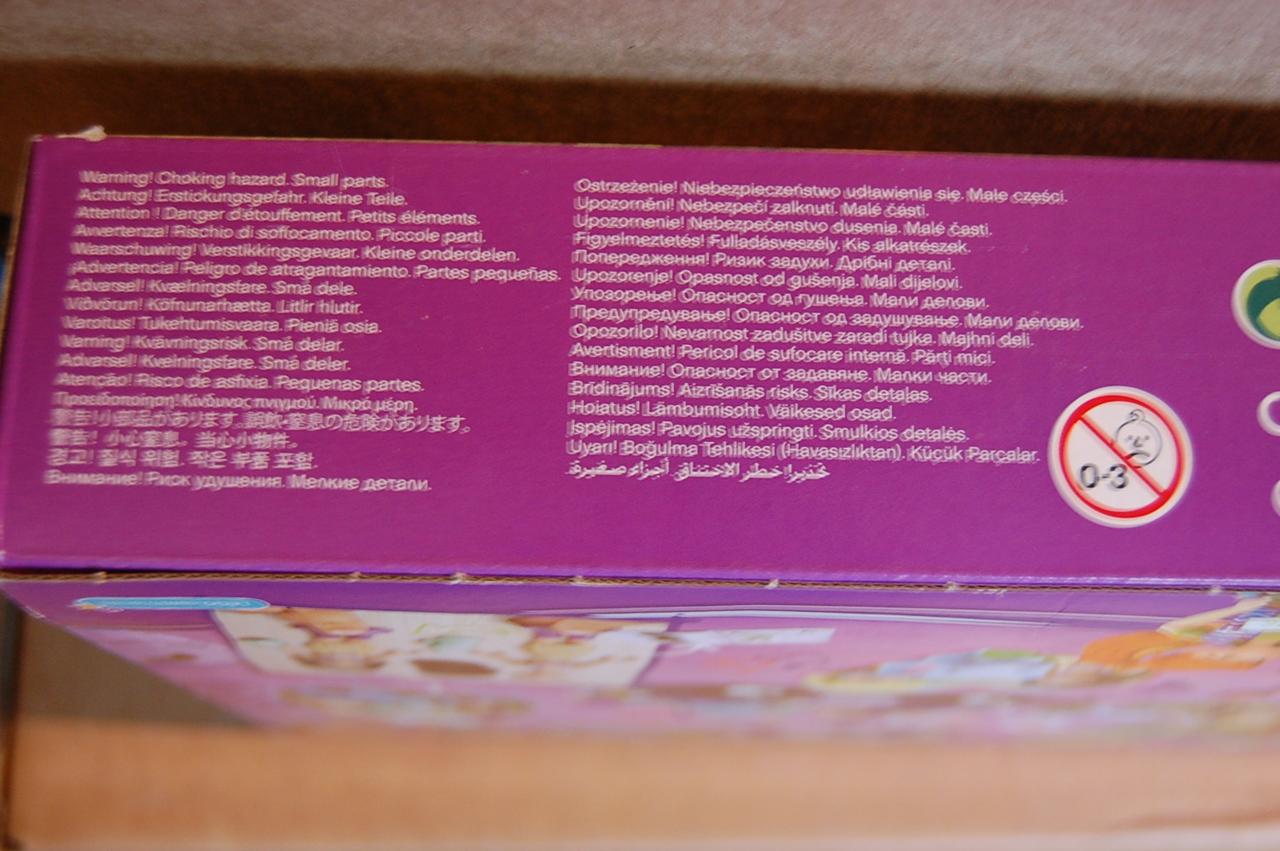 Warning! Choking hazard. Small parts.
Achtung! Erstickungsgefahr. Kleine Teile.
Attention ! Danger d'étouffement. Petits éléments.
Avvertenza! Rischio di soffocamento. Piccole parti.
Waarschuwing! Verstikkingsgevaar. Kleine onderdelen.
¡Advertencia! Peligro de atragantamiento. Partes pequeñas.
Advarsel! Kvælningsfare. Små dele.
Viðvörun! Köfnunarhætta. Litlir hlutir.
Varoitus! Tukehtumisvaara. Pieniä osia.
Varning! Kvävningsrisk. Små delar.
Advarsel! Kvelningsfare. Små deler.
Atenção! Risco de asfixia. Pequenas partes.
Προειδοποίηση! Κίνδυνος πνιγμού. Μικρά μέρη.
警告!小部品があります。誤飲・窒息の危険があります。
警告! 小心窒息。当心小物件。
경고! 질식 위험. 작은 부품 포함.
Внимание! Риск удушения. Мелкие детали.
Ostrzeżenie! Niebezpieczeństwo udławienia się. Małe części.
Upozornění! Nebezpečí zalknutí. Malé části.
Upozornenie! Nebezpečenstvo dusenia. Malé časti.
Figyelmeztetés! Fulladásveszély. Kis alkatrészek.
Попередження! Ризик задухи. Дрібні деталі.
Upozorenje! Opasnost od gušenja. Mali dijelovi.
Упозорење! Опасност од гушења. Мали делови.
Предупредување! Опасност од задушување. Мали делови.
Opozorilo! Nevarnost zadušitve zaradi tujka. Majhni deli.
Avertisment! Pericol de sufocare internă. Părți mici.
Внимание! Опасност от задавяне. Малки части.
Brīdinājums! Aizrīšanās risks. Sīkas detaļas.
Hoiatus! Lämbumisoht. Väikesed osad.
Įspėjimas! Pavojus užspringti. Smulkios detalės.
Uyarı! Boğulma Tehlikesi (Havasızlıktan). Küçük Parçalar.
تحذير! خطر الاختناق. أجزاء صغيرة.
0-3